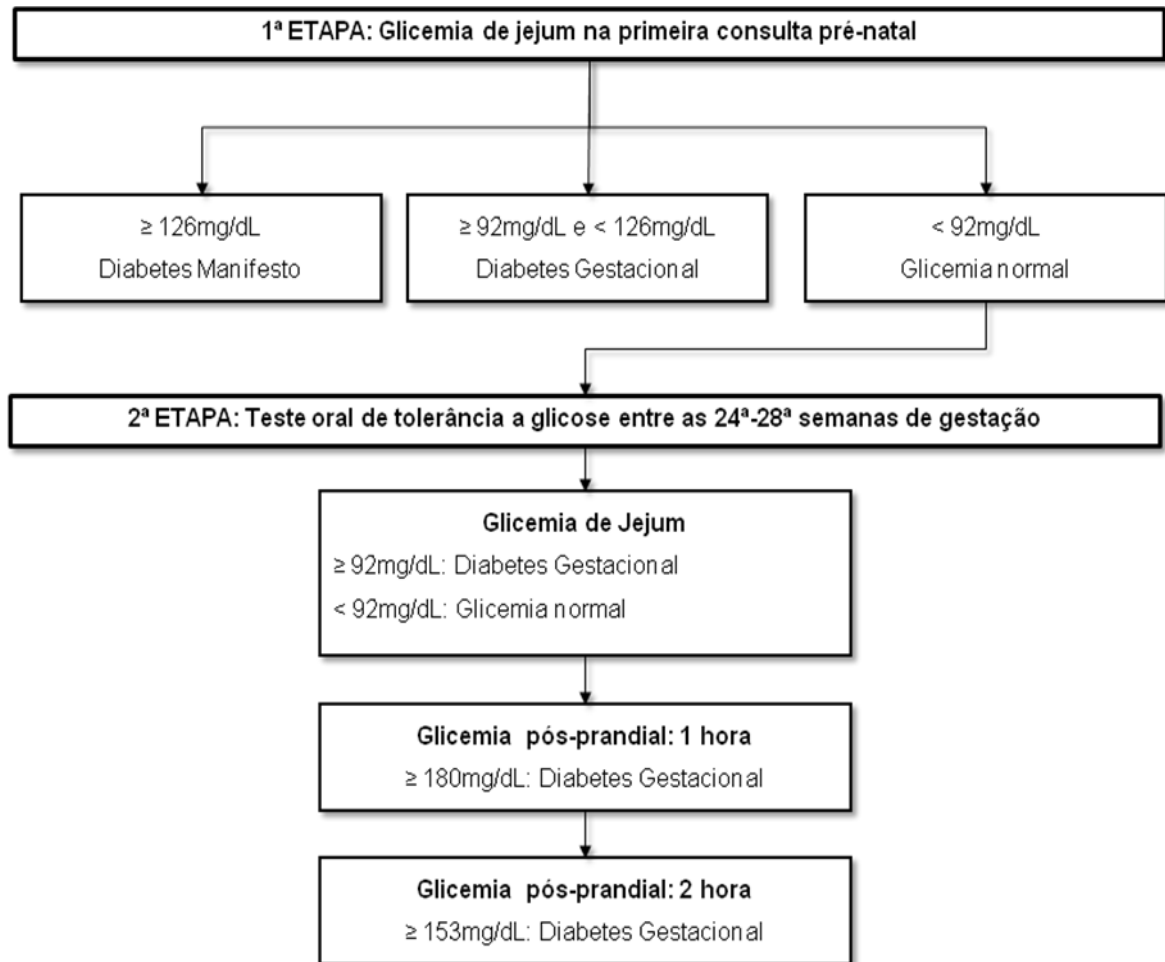 1ª ETAPA: Glicemia de jejum na primeira consulta pré-natal
≥ 126mg/dL
Diabetes Manifesto
≥ 92mg/dL e < 126mg/dL
Diabetes Gestacional
< 92mg/dL
Glicemia normal
2ª ETAPA: Teste oral de tolerância a glicose entre as 24ª-28ª semanas de gestação
Glicemia de Jejum
≥ 92mg/dL: Diabetes Gestacional
< 92mg/dL: Glicemia normal
Glicemia pós-prandial: 1 hora
≥ 180mg/dL: Diabetes Gestacional
Glicemia pós-prandial: 2 hora
≥ 153mg/dL: Diabetes Gestacional